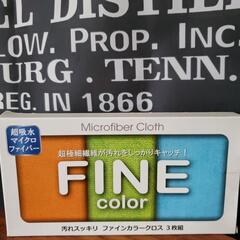 EL DISTIL
LOW. PROP. INC.
BURG . TENN.
REG. IN 1866
Microfiber Cloth
超吸水
マイクロ
ファイバー
超極細繊維が汚れをしっかりキャッチ！
FINE
color
汚れスッキリ ファインカラークロス 3枚組